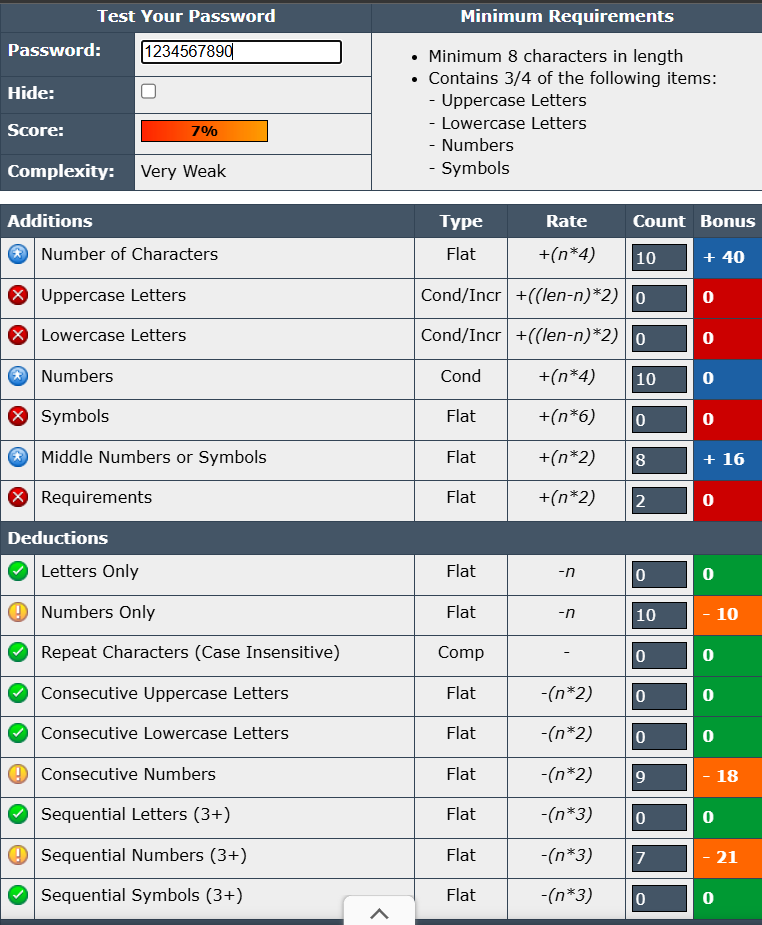 Test Your Password Minimum Requirements
Password: 1234567890
Hide:
Score: 7%
Complexity: Very Weak
• Minimum 8 characters in length
• Contains 3/4 of the following items:
- Uppercase Letters
- Lowercase Letters
- Numbers
- Symbols
Additions Type Rate Count Bonus
Number of Characters Flat +(n*4) 10 + 40
Uppercase Letters Cond/Incr +((len-n)*2) 0 0
Lowercase Letters Cond/Incr +((len-n)*2) 0 0
Numbers Cond +(n*4) 10 0
Symbols Flat +(n*6) 0 0
Middle Numbers or Symbols Flat +(n*2) 8 + 16
Requirements Flat +(n*2) 2 0
Deductions
Letters Only Flat -n 0 0
Numbers Only Flat -n 10 - 10
Repeat Characters (Case Insensitive) Comp - 0 0
Consecutive Uppercase Letters Flat -(n*2) 0 0
Consecutive Lowercase Letters Flat -(n*2) 0 0
Consecutive Numbers Flat -(n*2) 9 - 18
Sequential Letters (3+) Flat -(n*3) 0 0
Sequential Numbers (3+) Flat -(n*3) 7 - 21
Sequential Symbols (3+) Flat -(n*3) 0 0